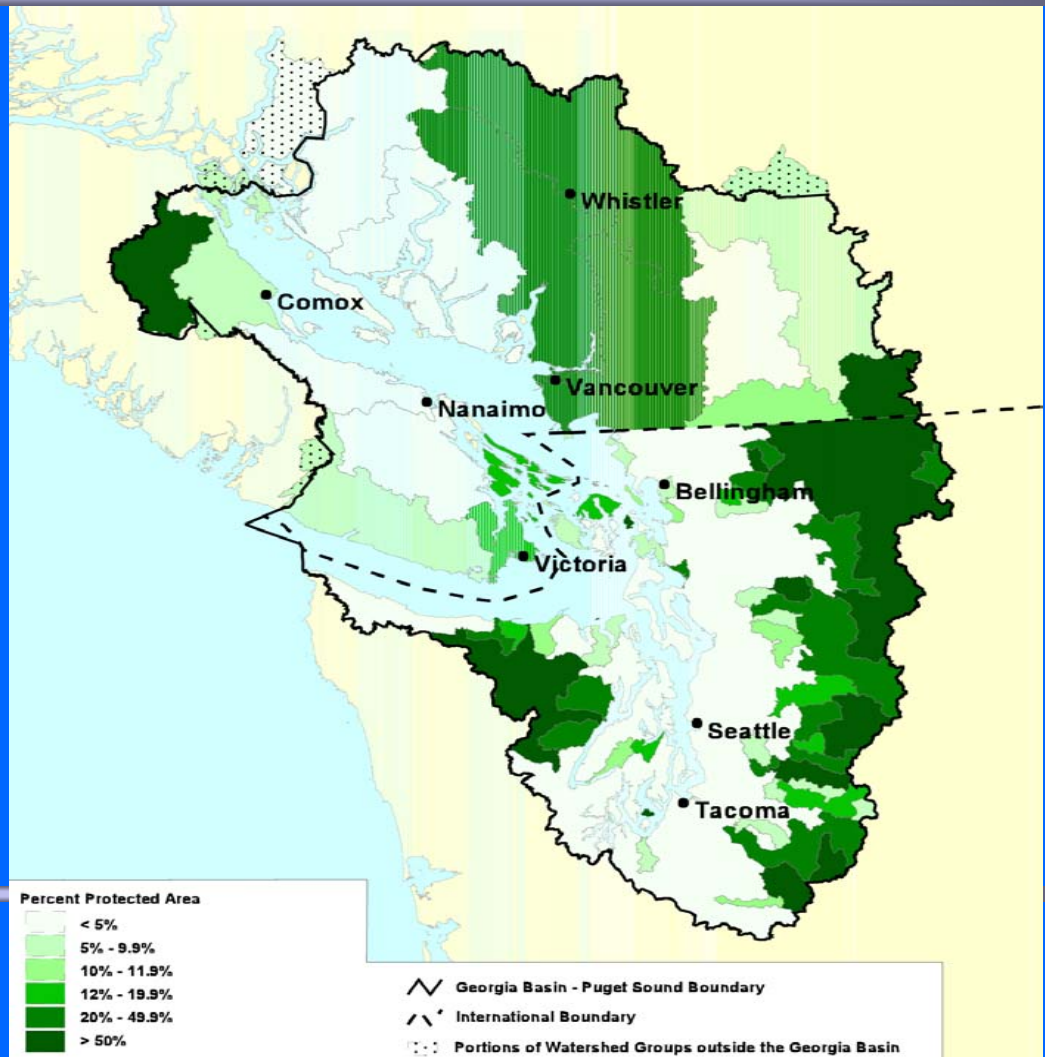 Whistler
Comox
Vancouver
Nanaimo
Bellingham
Victoria
Seattle
Tacoma
Percent Protected Area
< 5%
5% - 9.9%
10% - 11.9%
12% - 19.9%
20% - 49.9%
> 50%
Georgia Basin - Puget Sound Boundary
International Boundary
Portions of Watershed Groups outside the Georgia Basin